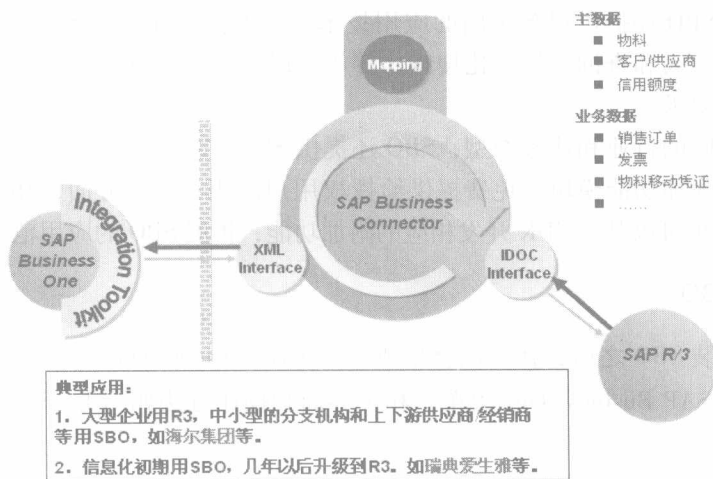 主数据
物料
客户/供应商
信用额度
业务数据
销售订单
发票
物料移动凭证
……
Mapping
SAP Business
Connector
Integration Toolkit
SAP
Business
One
XML
Interface
IDOC
Interface
SAP R/3
典型应用：
1．大型企业用R3，中小型的分支机构和上下游供应商/经销商
等用SBO，如海尔集团等。
2．信息化初期用SBO，几年以后升级到R3。如瑞典爱生雅等。